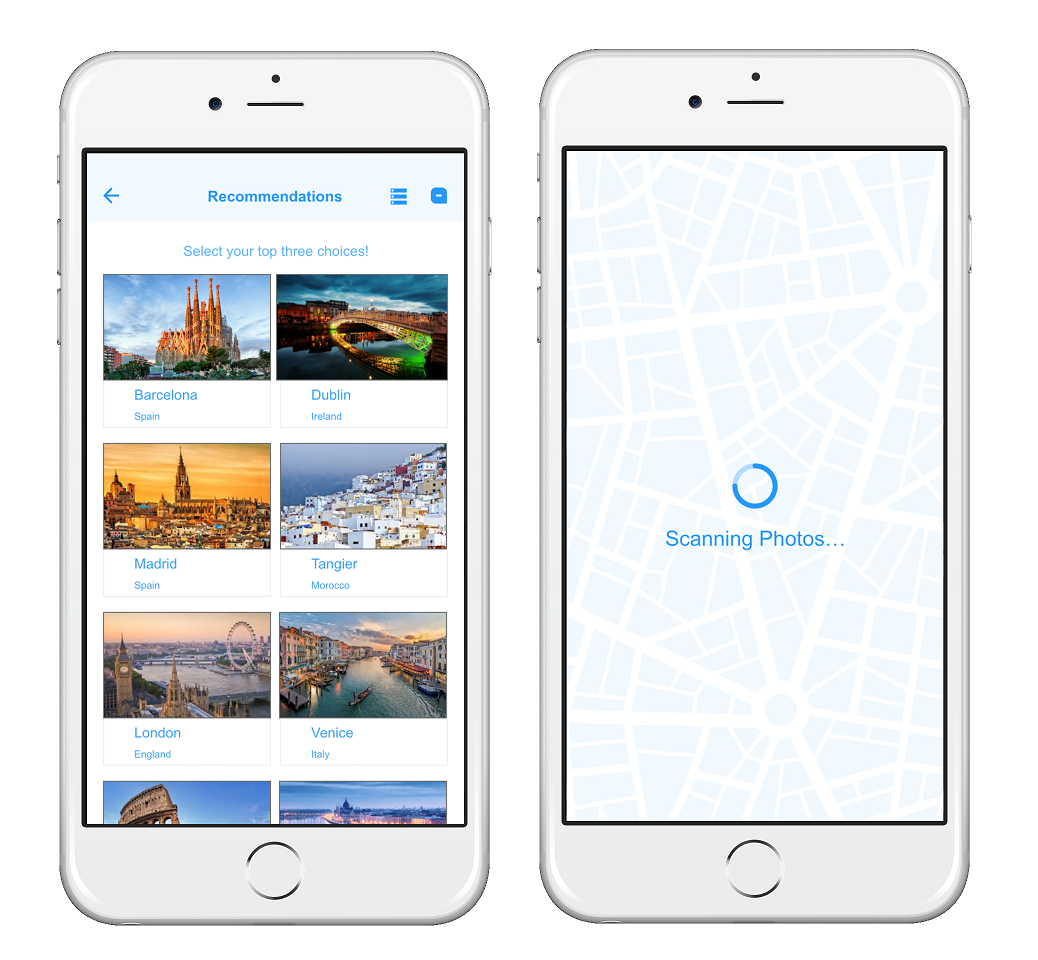 Recommendations
Select your top three choices!
Barcelona
Spain
Dublin
Ireland
Madrid
Spain
Tangier
Morocco
London
England
Venice
Italy
Scanning Photos...